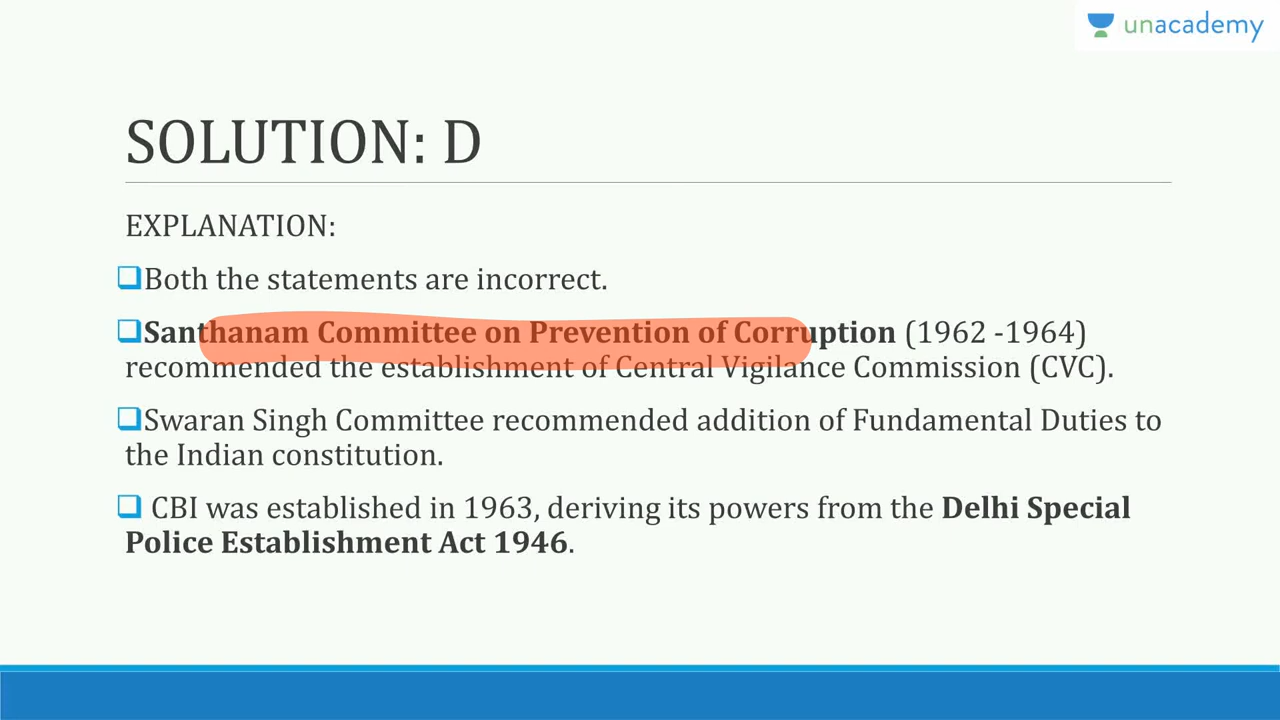 unacademy
SOLUTION: D
EXPLANATION:
Both the statements are incorrect.
Santhanam Committee on Prevention of Corruption (1962 -1964)
recommended the establishment of Central Vigilance Commission (CVC).
Swaran Singh Committee recommended addition of Fundamental Duties to
the Indian constitution.
CBI was established in 1963, deriving its powers from the Delhi Special
Police Establishment Act 1946.